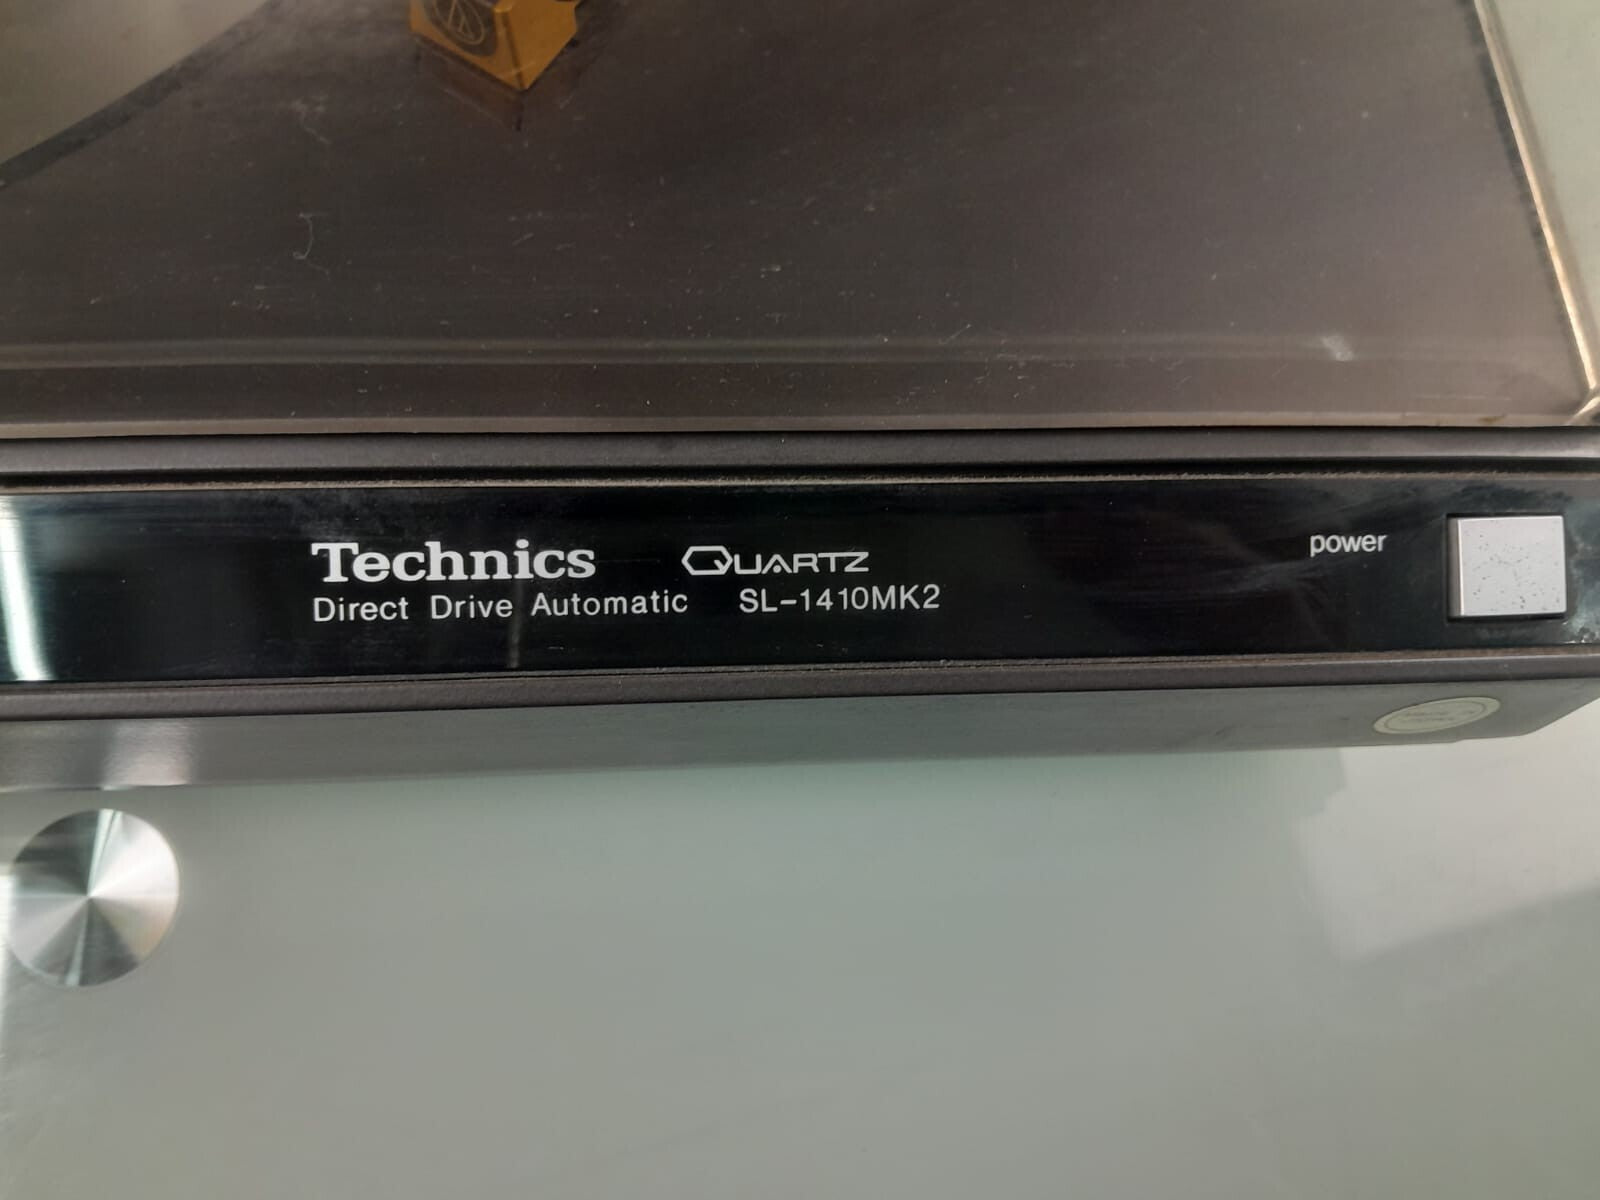 Technics QUARTZ
Direct Drive Automatic SL-1410MK2
power